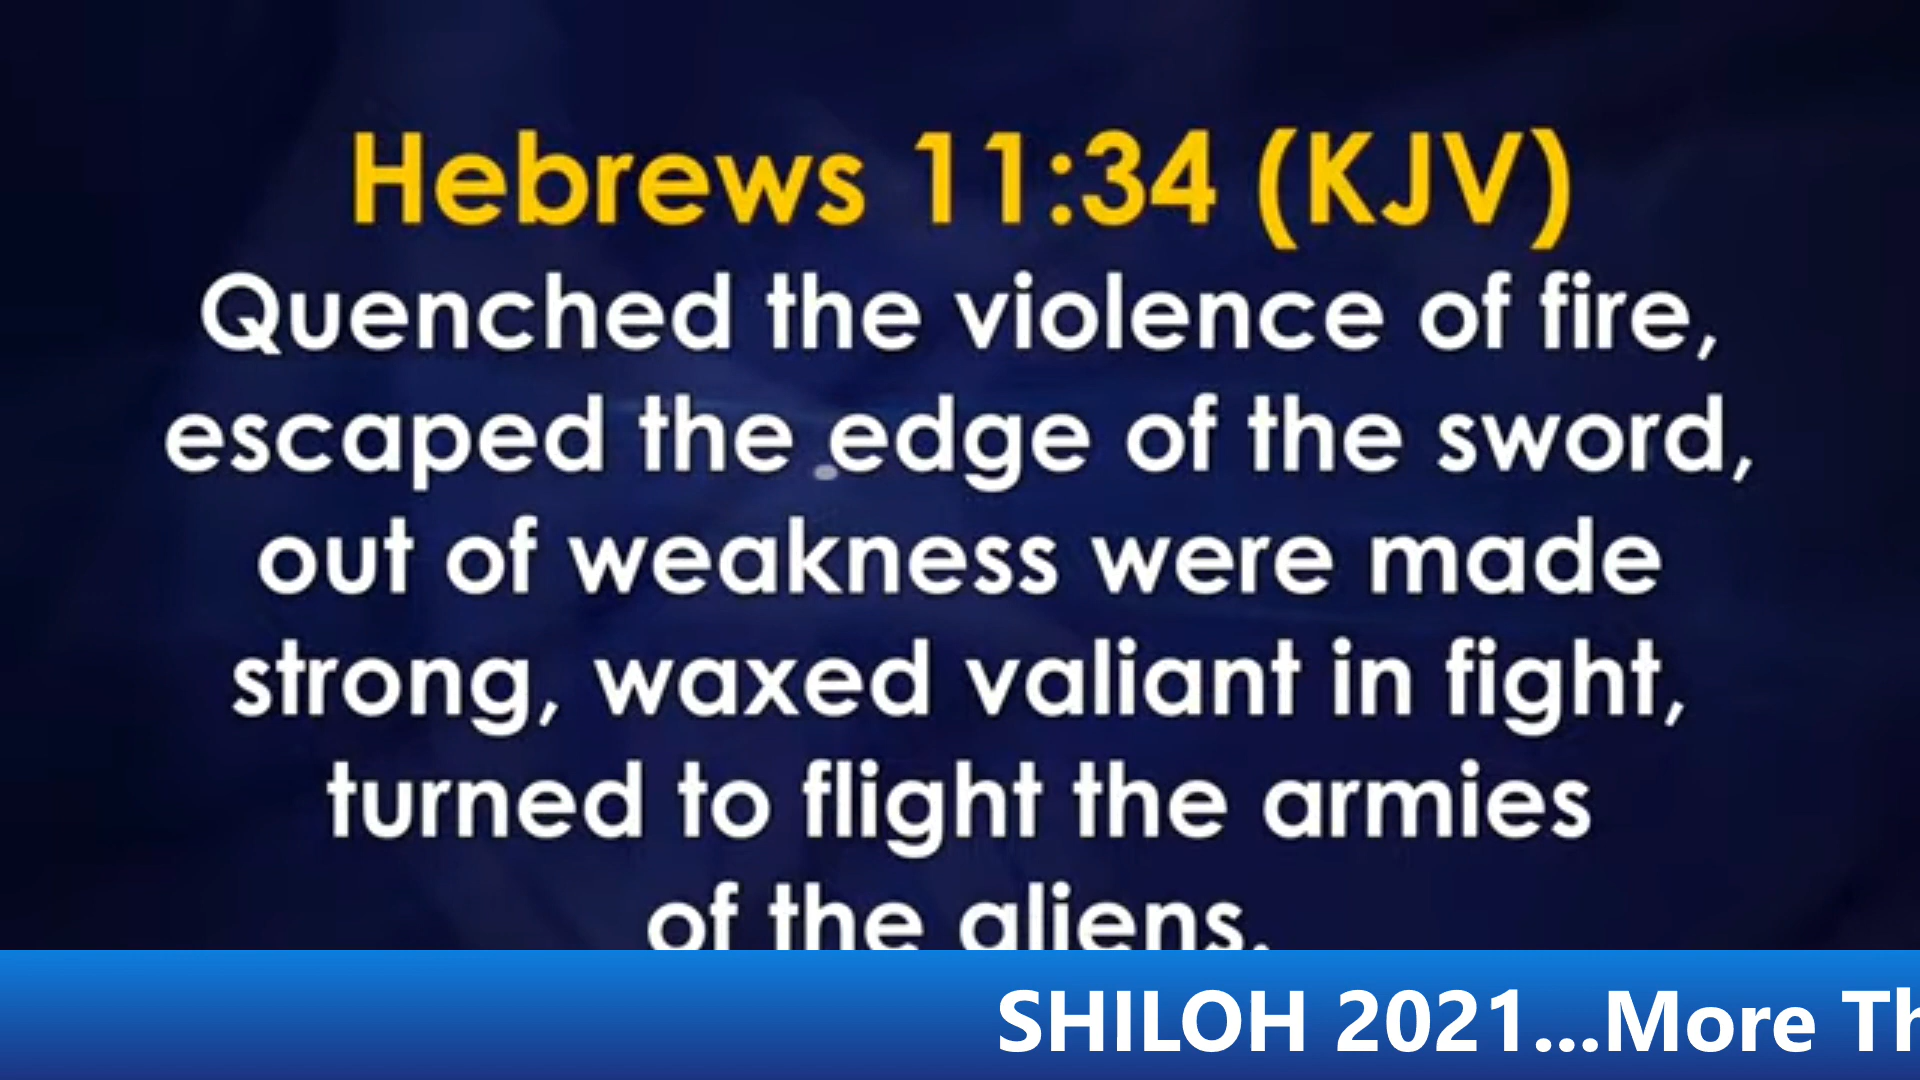 Hebrews 11:34 (KJV)
Quenched the violence of fire,
escaped the edge of the sword,
out of weakness were made
strong, waxed valiant in fight,
turned to flight the armies
of the aliens.
SHILOH 2021...More Th